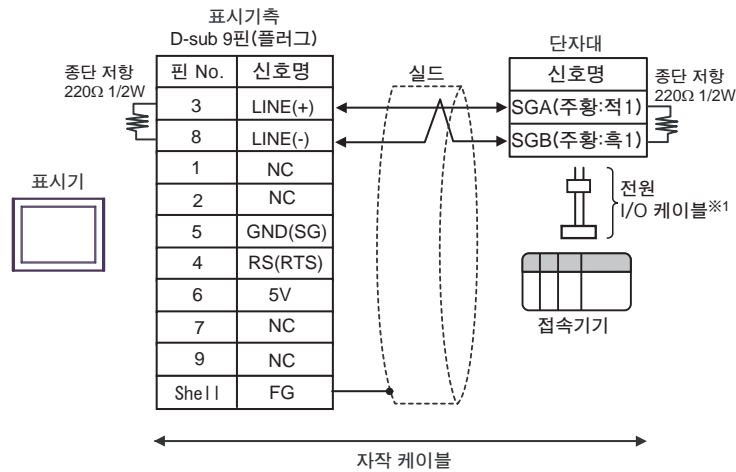 표시기측
D-sub 9핀(플러그)
단자대
종단 저항
220Ω 1/2W
핀 No. 신호명
실드
신호명
종단 저항
220Ω 1/2W
3 LINE(+)
SGA(주황:적1)
8 LINE(-)
SGB(주황:흑1)
1 NC
표시기
2 NC
전원
I/O 케이블※1
5 GND(SG)
4 RS(RTS)
6 5V
7 NC
접속기기
9 NC
Shell FG
자작 케이블